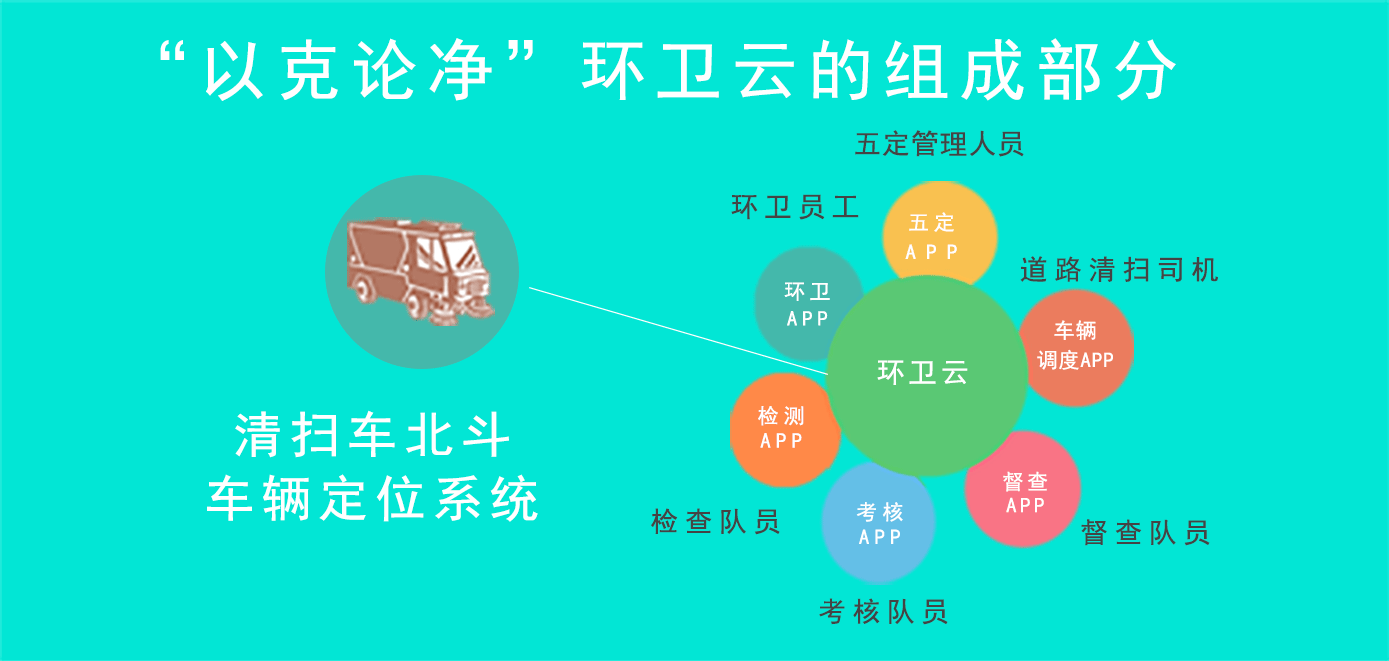 “以克论净”环卫云的组成部分
五定管理人员
环卫员工
五定
APP
道路清扫司机
环卫
APP
车辆
调度APP
环卫云
检测
APP
清扫车北斗
车辆定位系统
督查
APP
考核
APP
检查队员
督查队员
考核队员